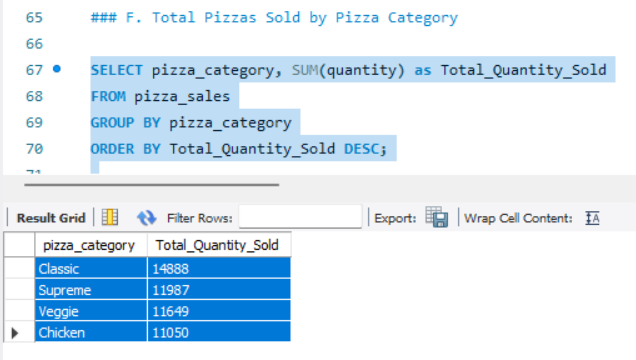 65 ### F. Total Pizzas Sold by Pizza Category
66
67 SELECT pizza_category, SUM(quantity) as Total_Quantity_Sold
68 FROM pizza_sales
69 GROUP BY pizza_category
70 ORDER BY Total_Quantity_Sold DESC;
71
Result Grid Filter Rows: Export: Wrap Cell Content: IA
pizza_category Total_Quantity_Sold
Classic 14888
Supreme 11987
Veggie 11649
Chicken 11050